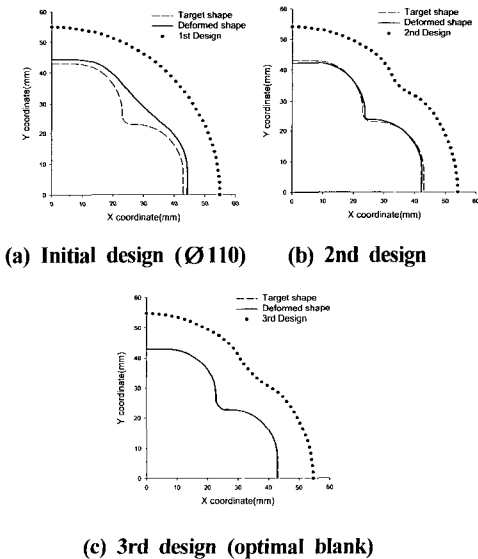 Target shape
Deformed shape
1st Design
Y coordinate(mm)
60
50
40
30
20
10
0
0 10 20 30 40 50 60
X coordinate(mm)
(a) Initial design (Ø110)
Target shape
Deformed shape
2nd Design
Y coordinate(mm)
60
50
40
30
20
10
0
0 10 20 30 40 50 60
X coordinate(mm)
(b) 2nd design
Target shape
Deformed shape
3rd Design
Y coordinate(mm)
60
50
40
30
20
10
0
0 10 20 30 40 50 60
X coordinate(mm)
(c) 3rd design (optimal blank)